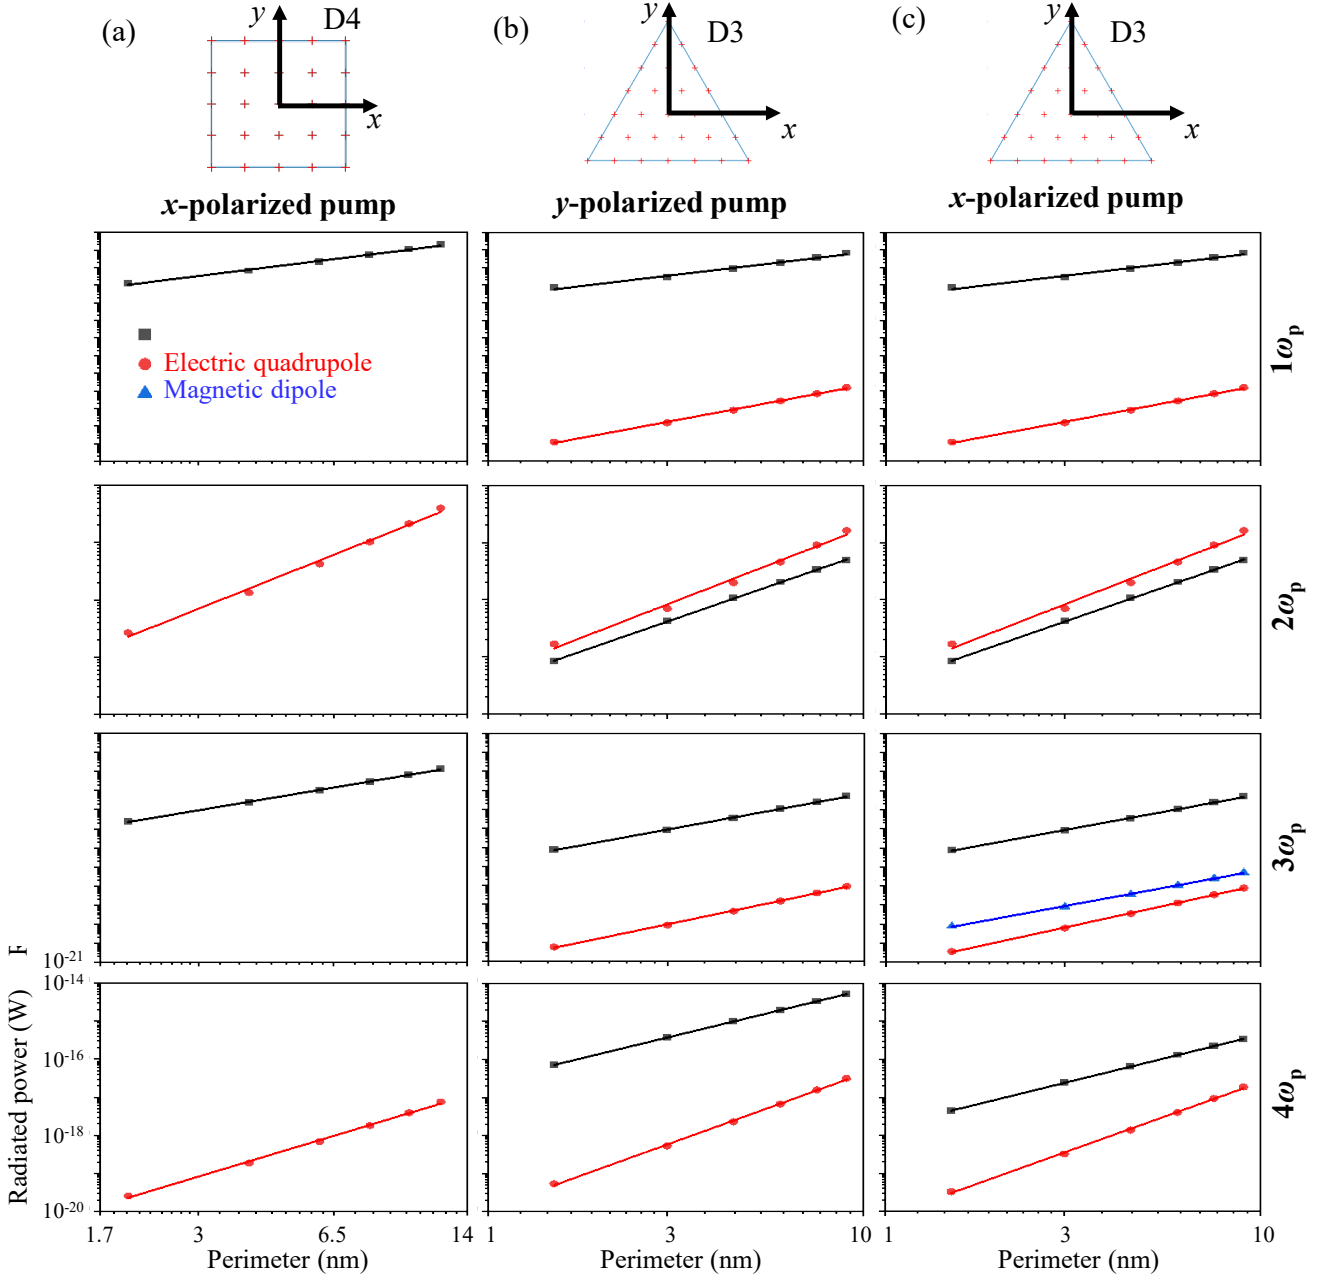 (a)
y
D4
x
x-polarized pump
(b)
y
D3
x
y-polarized pump
(c)
y
D3
x
x-polarized pump
Electric quadrupole
Magnetic dipole
1ωp
2ωp
3ωp
10-21
10-14
10-16
10-18
10-20
Radiated power (W)
4ωp
1.7 3 6.5 14
1 3 10
1 3 10
Perimeter (nm)
Perimeter (nm)
Perimeter (nm)